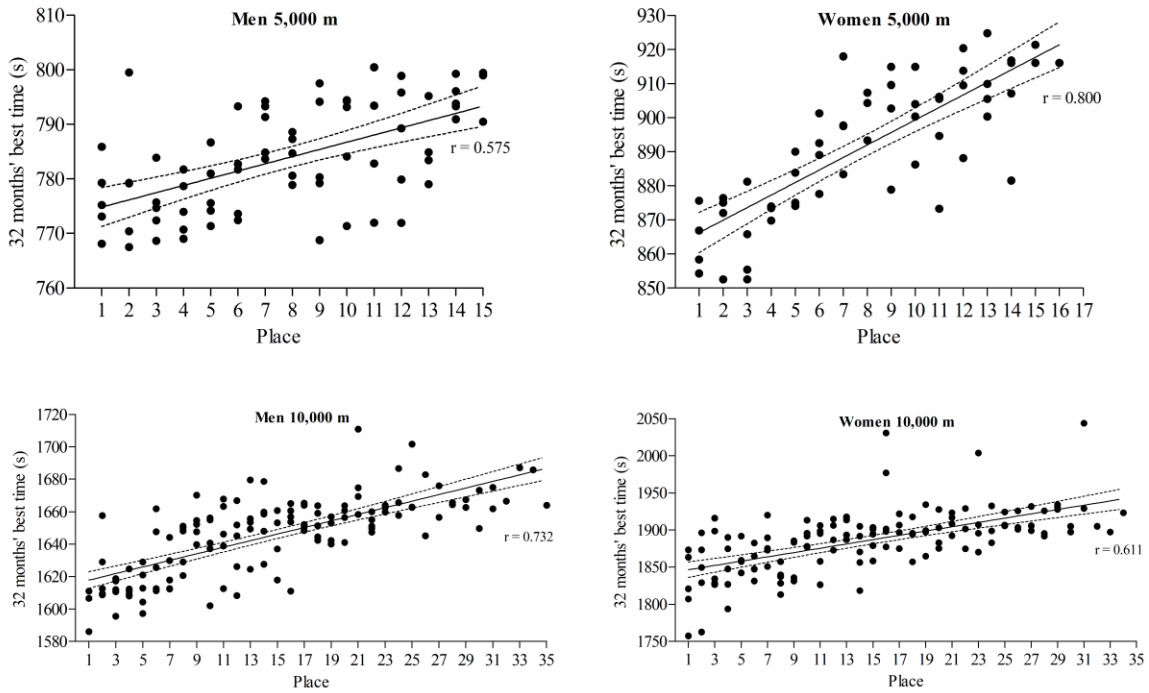 Men 5,000 m
32 months' best time (s)
810
800
790
780
770
760
r = 0.575
1 2 3 4 5 6 7 8 9 10 11 12 13 14 15
Place
Women 5,000 m
32 months' best time (s)
930
920
910
900
890
880
870
860
850
r = 0.800
1 2 3 4 5 6 7 8 9 10 11 12 13 14 15 16 17
Place
Men 10,000 m
32 months' best time (s)
1720
1700
1680
1660
1640
1620
1600
1580
r = 0.732
1 3 5 7 9 11 13 15 17 19 21 23 25 27 29 31 33 35
Place
Women 10,000 m
32 months' best time (s)
2050
2000
1950
1900
1850
1800
1750
r = 0.611
1 3 5 7 9 11 13 15 17 19 21 23 25 27 29 31 33 35
Place